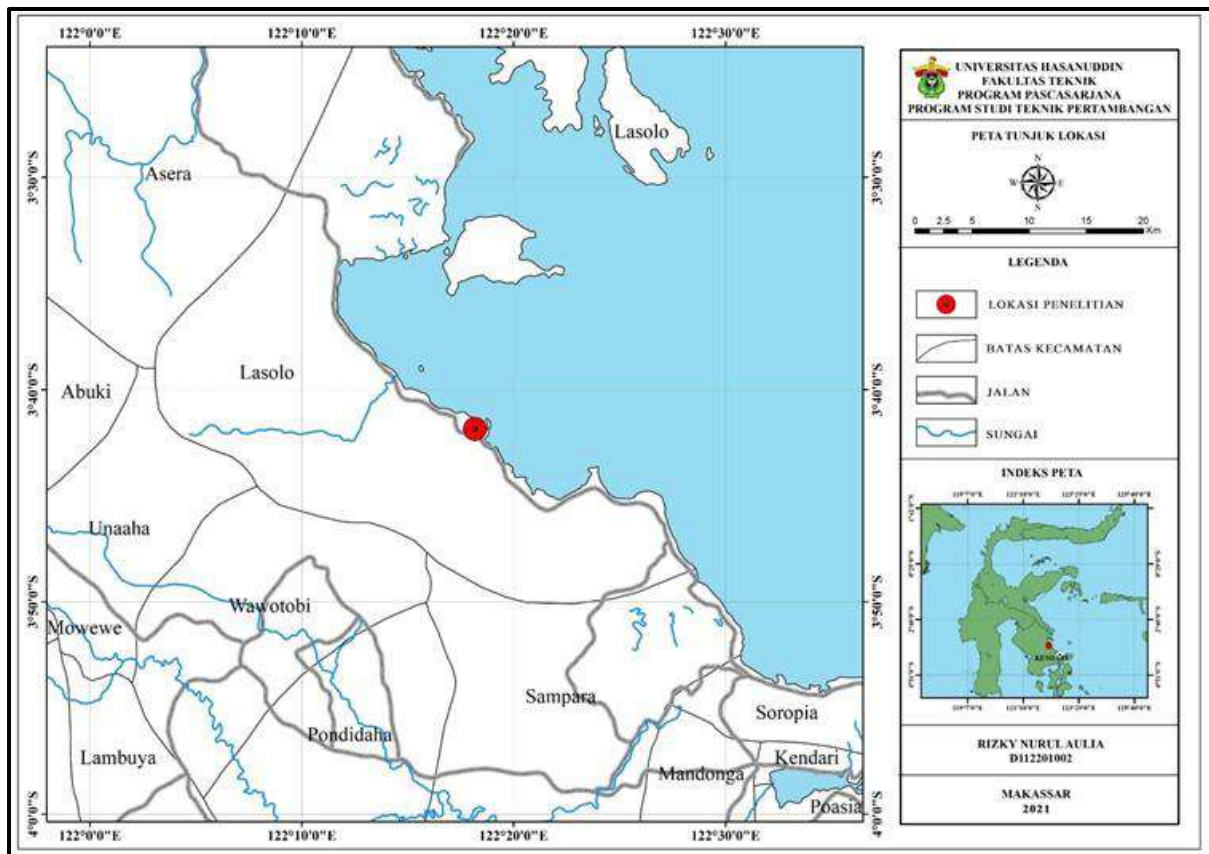 122°0'0"E
122°10'0"E
122°20'0"E
122°30'0"E
3°30'0"S
3°40'0"S
3°50'0"S
4°0'0"S
Lasolo
Asera
Lasolo
Abuki
Unaaha
Wawotobi
Mowewe
Sampara
Soropia
Pondidaha
Lambuya
Mandonga
Kendari
Poasia
3°30'0"S
3°40'0"S
3°50'0"S
4°0'0"S
122°0'0"E
122°10'0"E
122°20'0"E
122°30'0"E
UNIVERSITAS HASANUDDIN
FAKULTAS TEKNIK
PROGRAM PASCASARJANA
PROGRAM STUDI TEKNIK PERTAMBANGAN
PETA TUNJUK LOKASI
N
W E
S
0 2.5 5 10 15 20
Km
LEGENDA
LOKASI PENELITIAN
BATAS KECAMATAN
JALAN
SUNGAI
INDEKS PETA
RIZKY NURUL AULIA
D112201002
MAKASSAR
2021